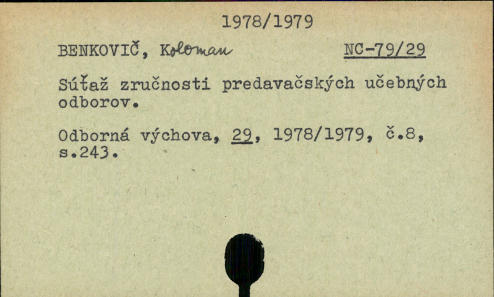 1978/1979
BENKOVIČ, Koloman NC-79/29
Súťaž zručnosti predavačských učebných
odborov.
Odborná výchova, 29, 1978/1979, č.8,
s.243.